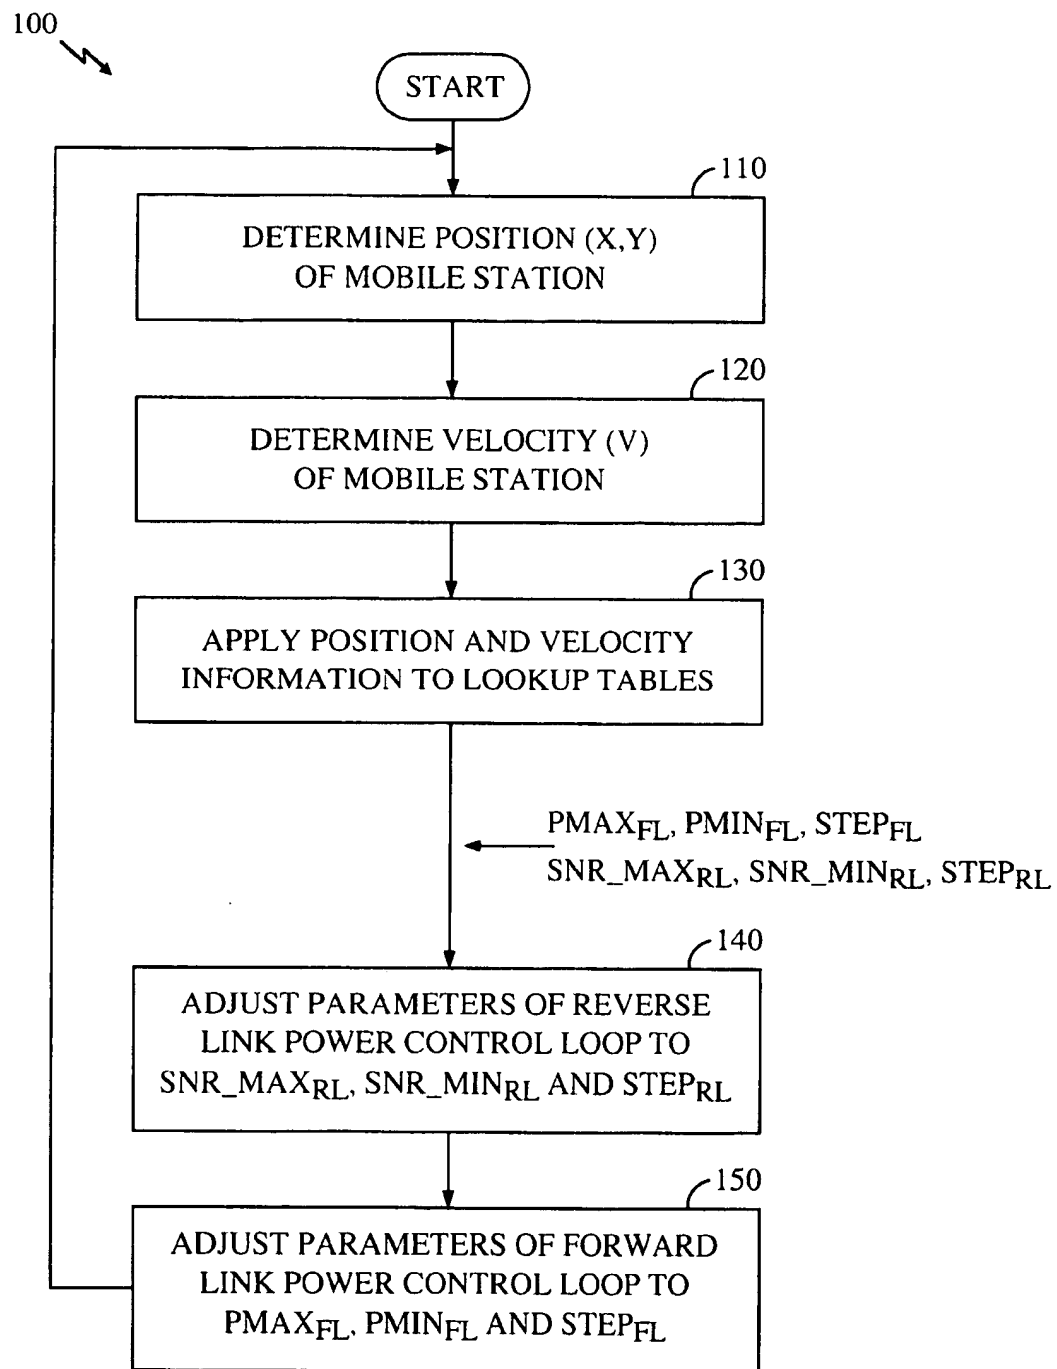 100
START
110
DETERMINE POSITION (X,Y)
OF MOBILE STATION
120
DETERMINE VELOCITY (V)
OF MOBILE STATION
130
APPLY POSITION AND VELOCITY
INFORMATION TO LOOKUP TABLES
PMAXFL, PMINFL, STEPFL
SNR_MAXRL, SNR_MINRL, STEPRL
140
ADJUST PARAMETERS OF REVERSE
LINK POWER CONTROL LOOP TO
SNR_MAXRL, SNR_MINRL AND STEPRL
150
ADJUST PARAMETERS OF FORWARD
LINK POWER CONTROL LOOP TO
PMAXFL, PMINFL AND STEPFL